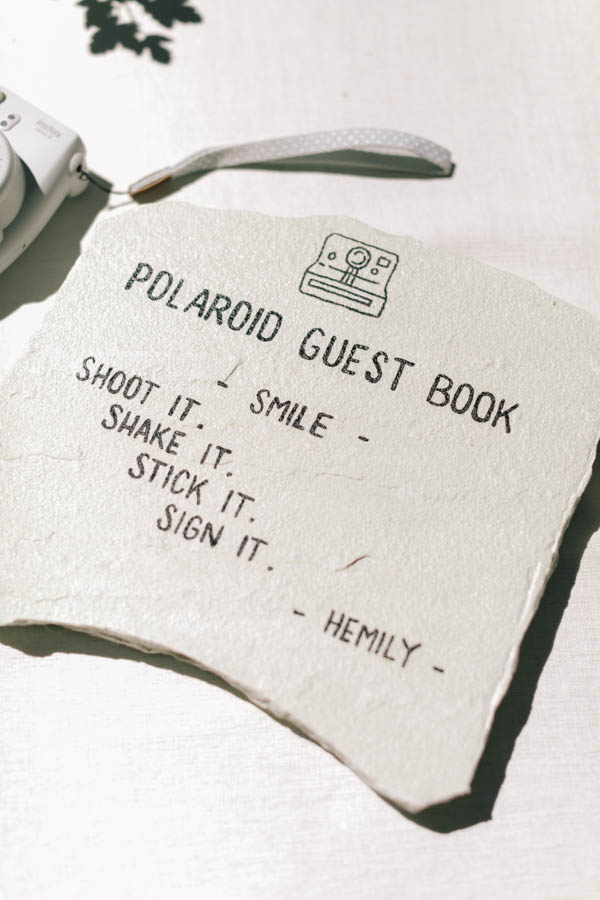 POLAROID GUEST BOOK
- SMILE -
SHOOT IT.
SHAKE IT.
STICK IT.
SIGN IT.
- HEMILY -